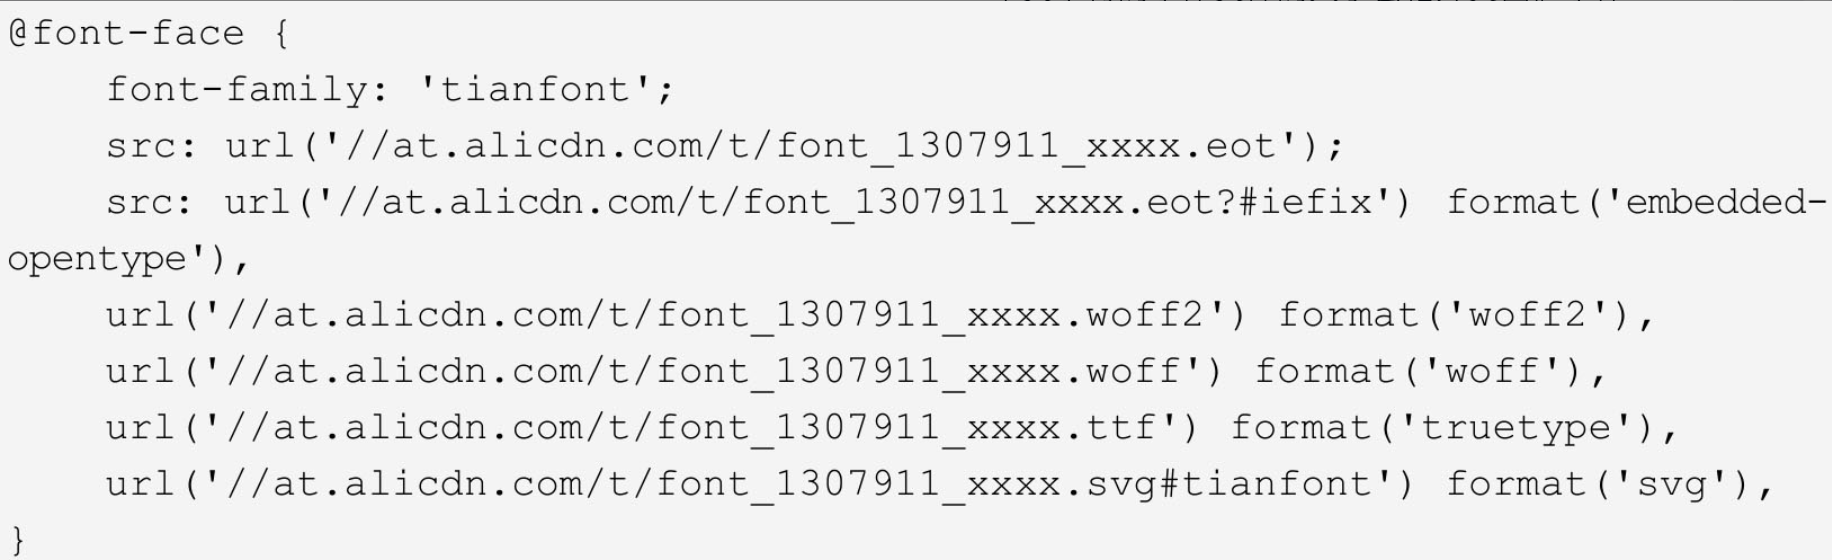 @font-face {
    font-family: 'tianfont';
    src: url('//at.alicdn.com/t/font_1307911_xxxx.eot');
    src: url('//at.alicdn.com/t/font_1307911_xxxx.eot?#iefix') format('embedded-
opentype'),
    url('//at.alicdn.com/t/font_1307911_xxxx.woff2') format('woff2'),
    url('//at.alicdn.com/t/font_1307911_xxxx.woff') format('woff'),
    url('//at.alicdn.com/t/font_1307911_xxxx.ttf') format('truetype'),
    url('//at.alicdn.com/t/font_1307911_xxxx.svg#tianfont') format('svg'),
}